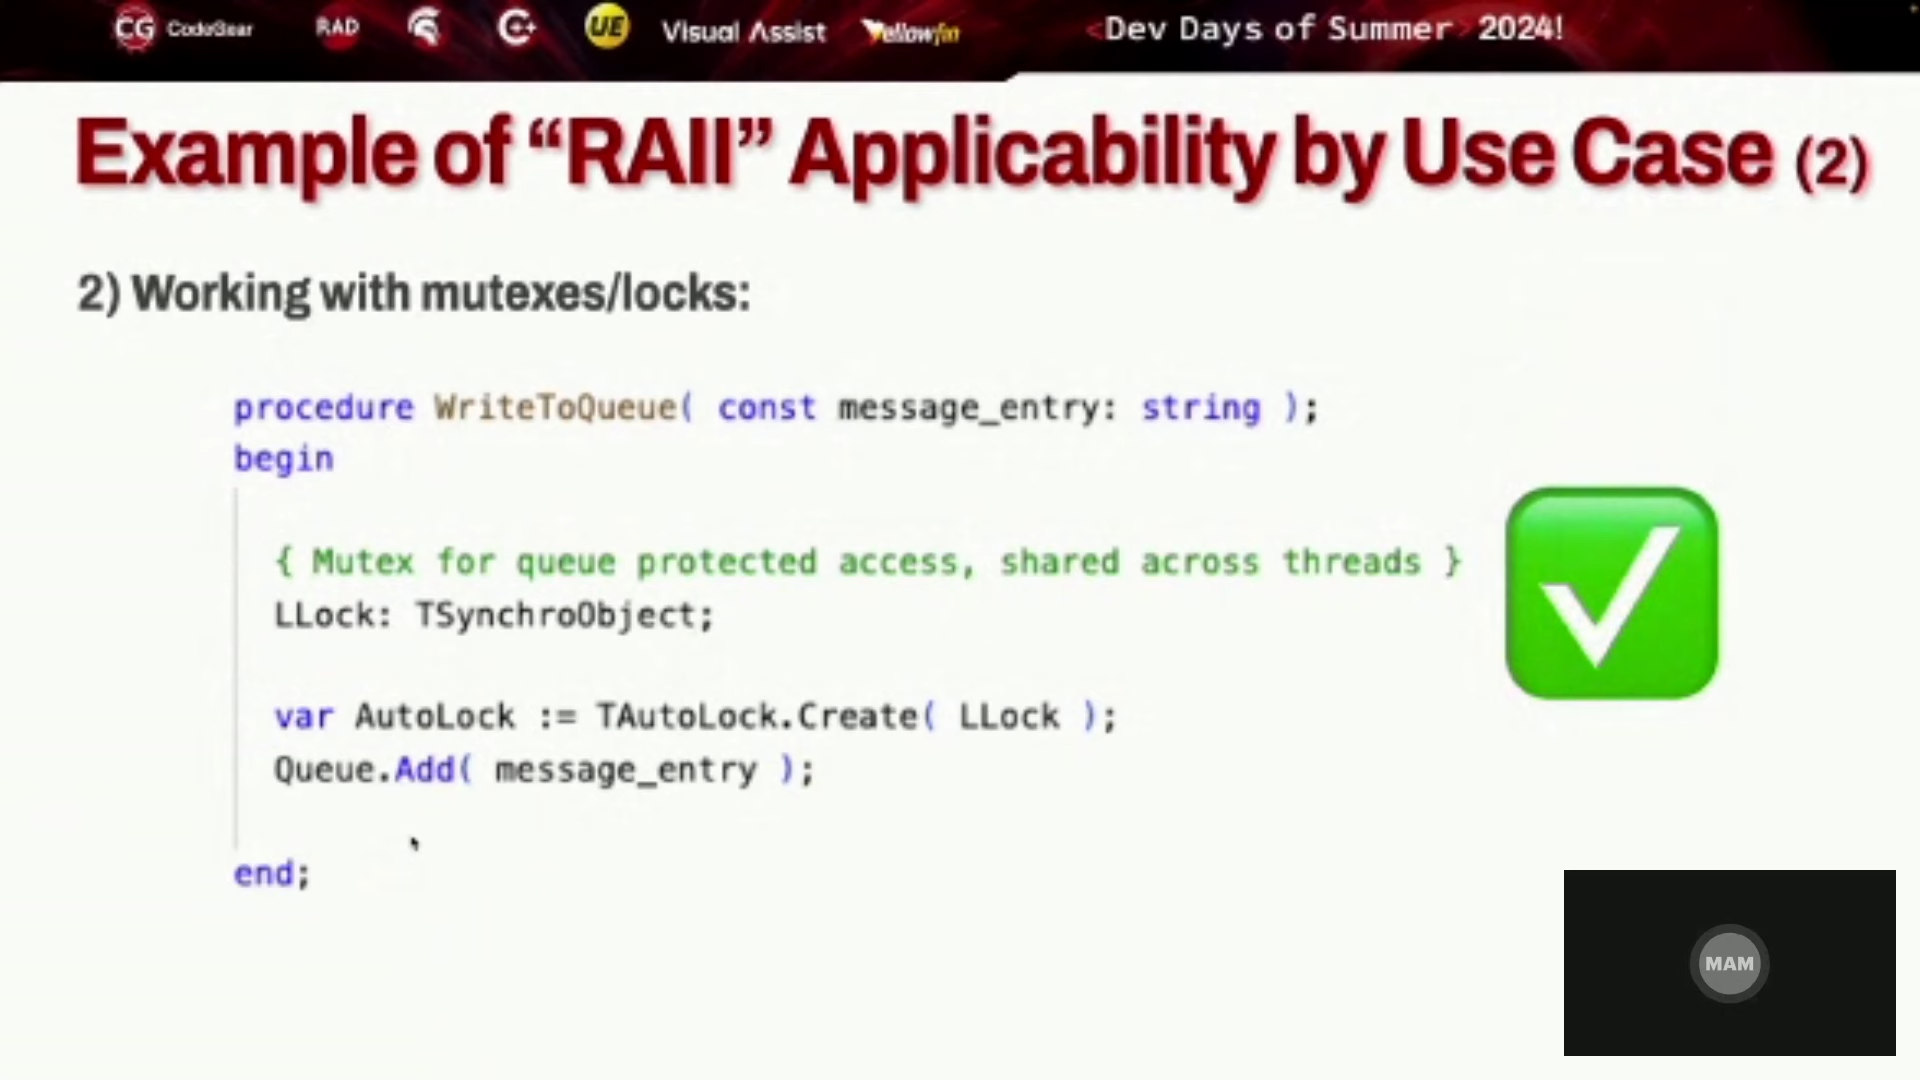 CG CodeGear RAD C+ UE Visual Assist Yellowfin <Dev Days of Summer> 2024!
Example of “RAII” Applicability by Use Case (2)
2) Working with mutexes/locks:
procedure WriteToQueue( const message_entry: string );
begin
{ Mutex for queue protected access, shared across threads }
LLock: TSynchroObject;
var AutoLock := TAutoLock.Create( LLock );
Queue.Add( message_entry );
end;
MAM